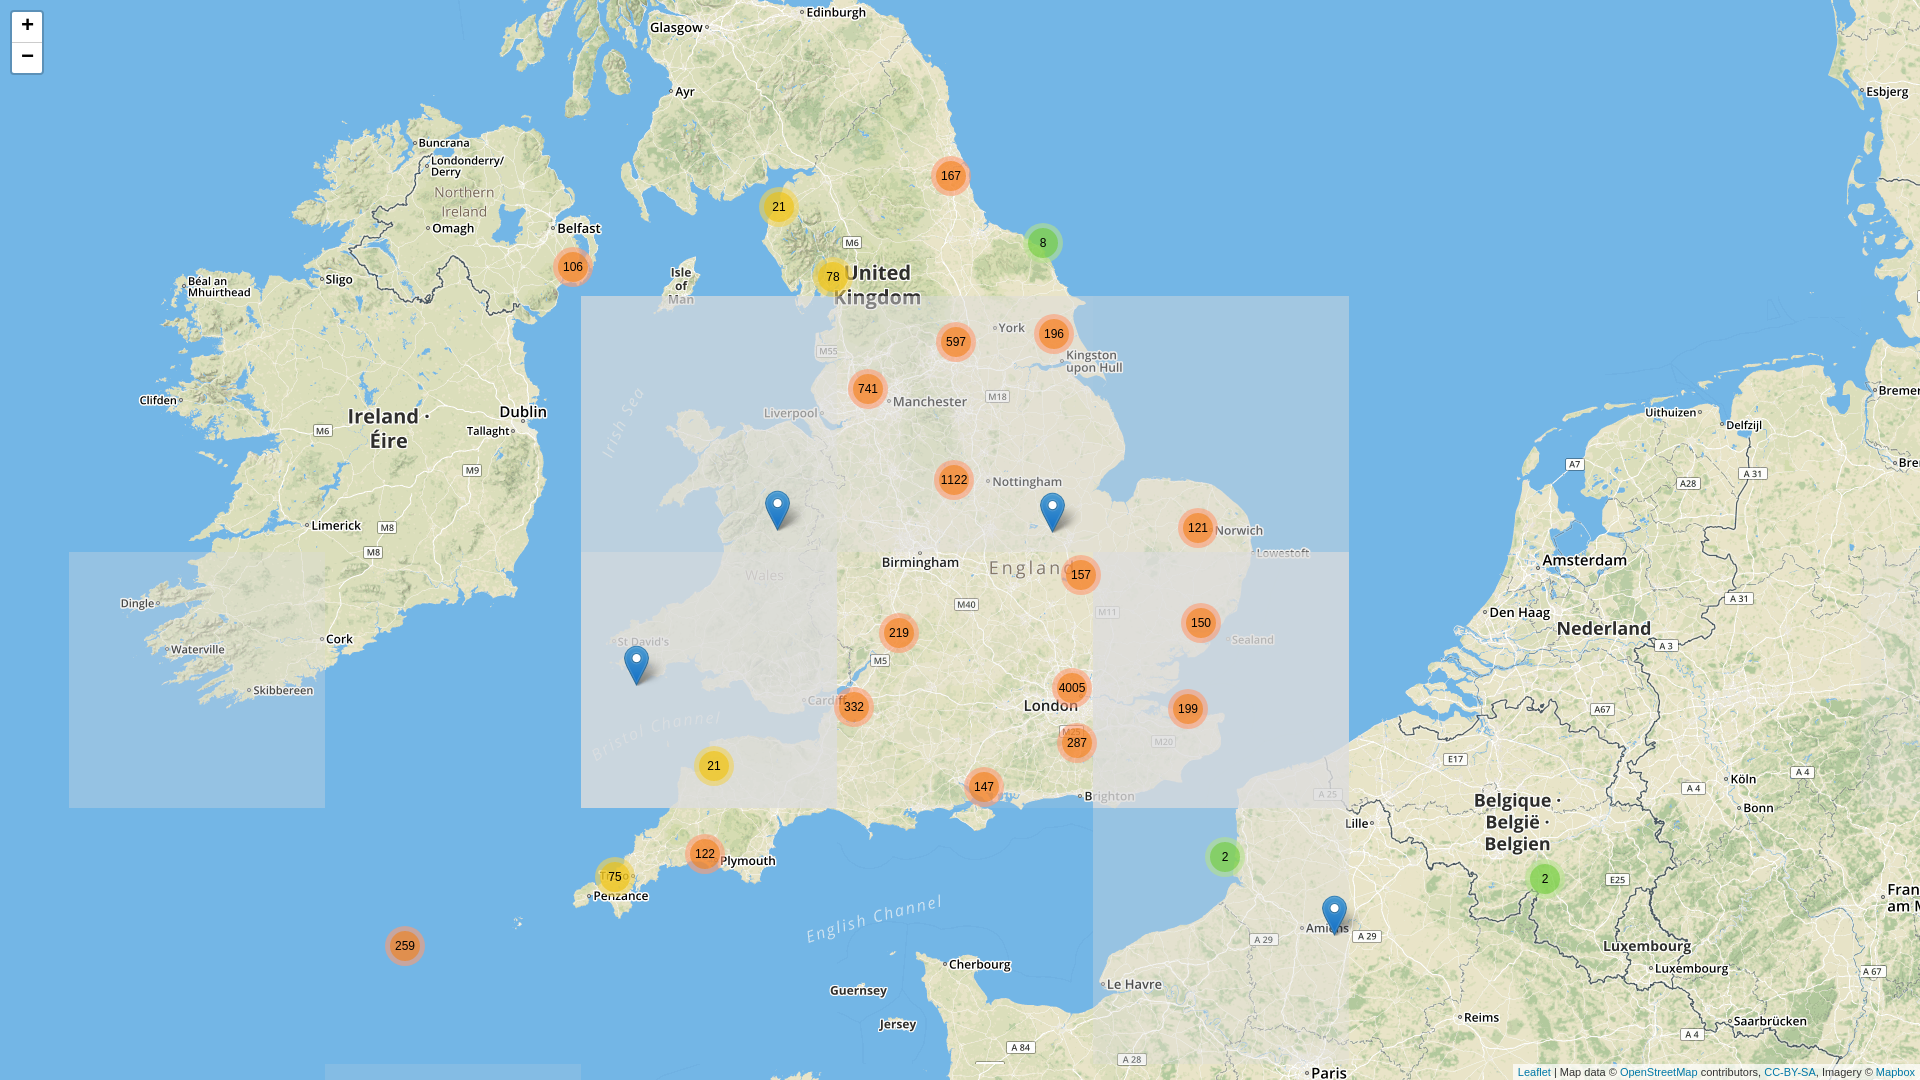 +
−
Edinburgh
Glasgow
Ayr
Esbjerg
Buncrana
Londonderry/
Derry
Northern
Ireland
Omagh
Belfast
167
21
M6
8
106
78
United
Kingdom
Isle
of
Man
Sligo
Béal an
Mhuirthead
M55
597
York
196
Kingston
upon Hull
741
Manchester
M18
Liverpool
Irish Sea
Clifden
Ireland ·
Éire
M6
Dublin
Tallaght
M9
Uithuizen
Delfzijl
Bremer
Bre
A7
A 31
A28
1122
Nottingham
121
Norwich
Lowestoft
Limerick
M8
M8
Birmingham
England
157
Wales
Amsterdam
Dingle
M40
M11
150
Den Haag
A 31
Nederland
A 3
Cork
Waterville
Skibbereen
St David's
219
Sealand
M5
4005
London
Cardiff
332
199
A67
Bristol Channel
287
M20
21
147
Brighton
A 25
E17
Köln
A 4
A 4
Bonn
Belgique ·
België ·
Belgien
Lille
122
Plymouth
75
Penzance
2
2
E25
Fran
am M
English Channel
259
Amiens
A 29
A 29
Luxembourg
Luxembourg
A 67
Cherbourg
Guernsey
Le Havre
Jersey
Reims
Saarbrücken
A 84
A 28
A 4
Paris
Leaflet | Map data © OpenStreetMap contributors, CC-BY-SA, Imagery © Mapbox